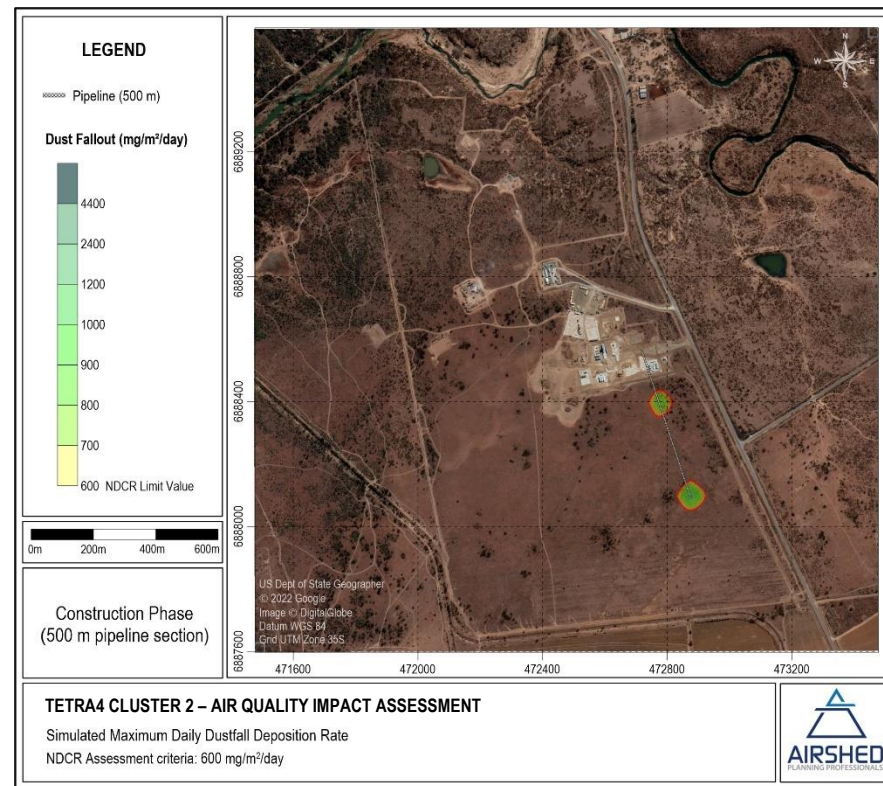 LEGEND
Pipeline (500 m)
Dust Fallout (mg/m²/day)
4400
2400
1200
1000
900
800
700
600 NDCR Limit Value
0m 200m 400m 600m
Construction Phase
(500 m pipeline section)
N
W E
S
6889200
6888800
6888400
6888000
6887600
US Dept of State Geographer
© 2022 Google
Image © DigitalGlobe
Datum WGS 84
Grid UTM Zone 35S
471600 472000 472400 472800 473200
TETRA4 CLUSTER 2 – AIR QUALITY IMPACT ASSESSMENT
Simulated Maximum Daily Dustfall Deposition Rate
NDCR Assessment criteria: 600 mg/m²/day
AIRSHED
PLANNING PROFESSIONALS